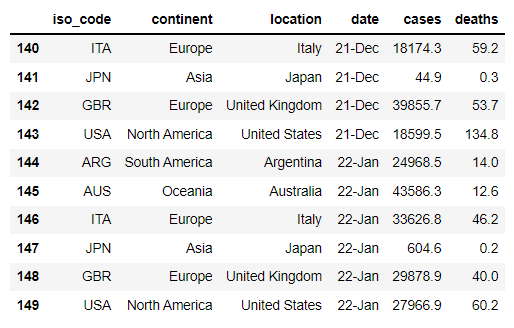 iso_code continent location date cases deaths
140 ITA Europe Italy 21-Dec 18174.3 59.2
141 JPN Asia Japan 21-Dec 44.9 0.3
142 GBR Europe United Kingdom 21-Dec 39855.7 53.7
143 USA North America United States 21-Dec 18599.5 134.8
144 ARG South America Argentina 22-Jan 24968.5 14.0
145 AUS Oceania Australia 22-Jan 43586.3 12.6
146 ITA Europe Italy 22-Jan 33626.8 46.2
147 JPN Asia Japan 22-Jan 604.6 0.2
148 GBR Europe United Kingdom 22-Jan 29878.9 40.0
149 USA North America United States 22-Jan 27966.9 60.2